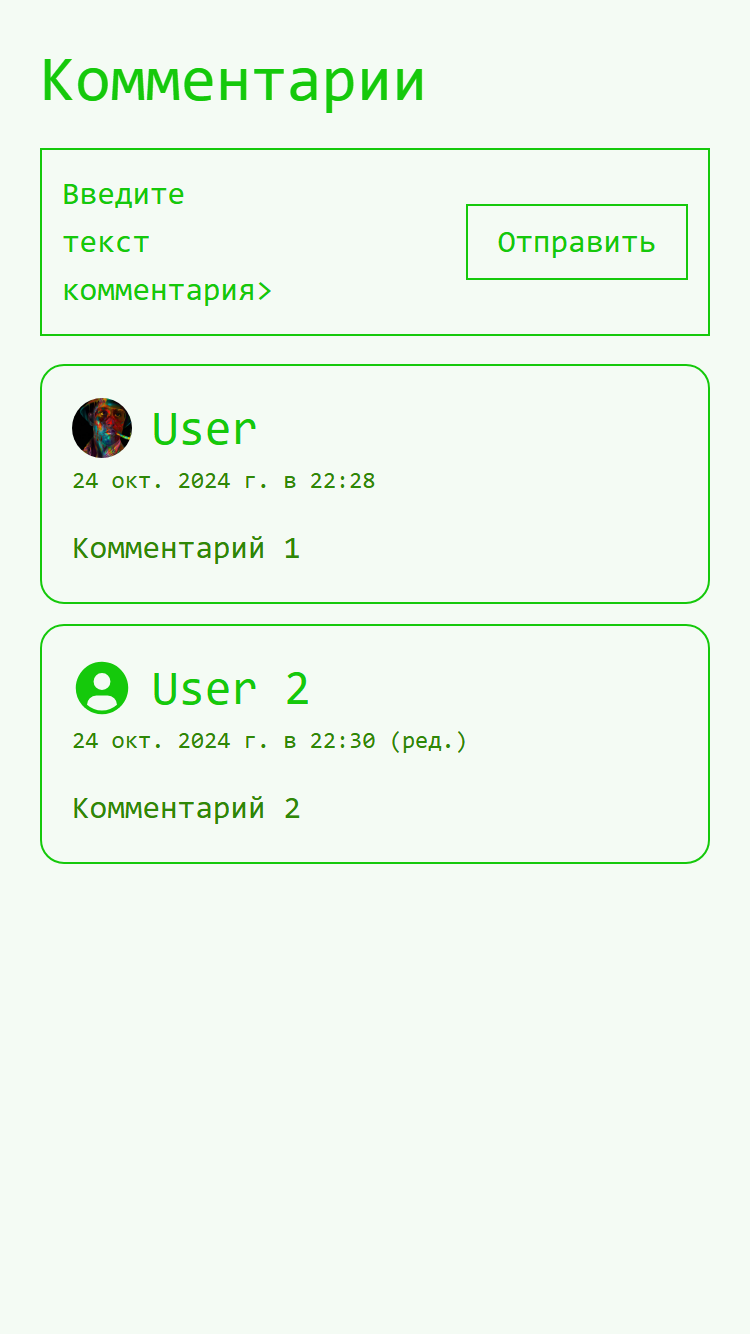 Комментарии
Введите
текст
комментария>
Отправить
User
24 окт. 2024 г. в 22:28
Комментарий 1
User 2
24 окт. 2024 г. в 22:30 (ред.)
Комментарий 2